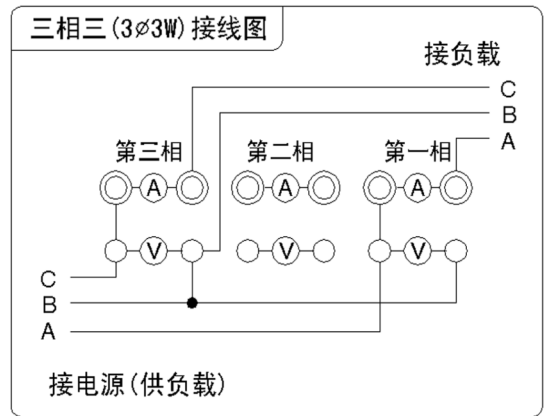 三相三(3∅3W)接线图
接负载
C
B
A
第三相 第二相 第一相
A A A
V V V
C
B
A
接电源(供负载)